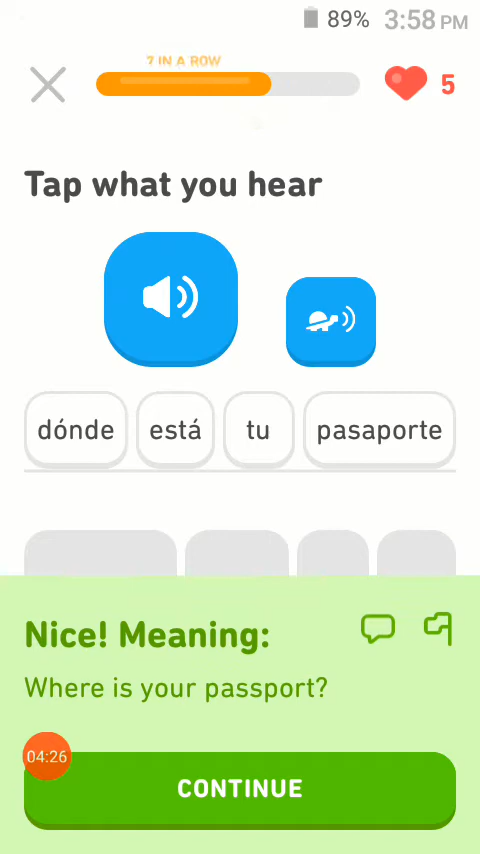 89% 3:58 PM
7 IN A ROW
5
Tap what you hear
dónde está tu pasaporte
Nice! Meaning:
Where is your passport?
04:26
CONTINUE